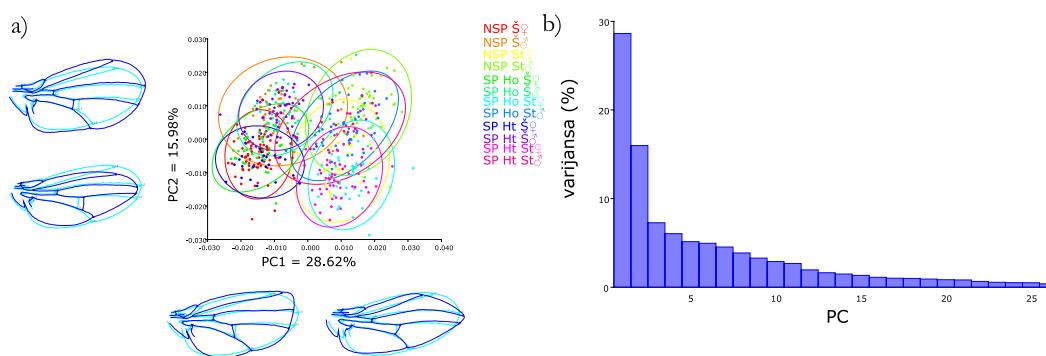 a)
0.030
0.020
0.010
0.000
-0.010
-0.020
-0.030
PC2 = 15.98%
-0.030 -0.020 -0.010 0.000 0.010 0.020 0.030 0.040
PC1 = 28.62%
NSP Š♀
NSP Š♂
NSP St♀
NSP St♂
SP Ho Š♀
SP Ho Š♂
SP Ho St♀
SP Ho St♂
SP Ht Š♀
SP Ht Š♂
SP Ht St♀
SP Ht St♂
b)
30
20
10
0
varijansa (%)
5 10 15 20 25
PC